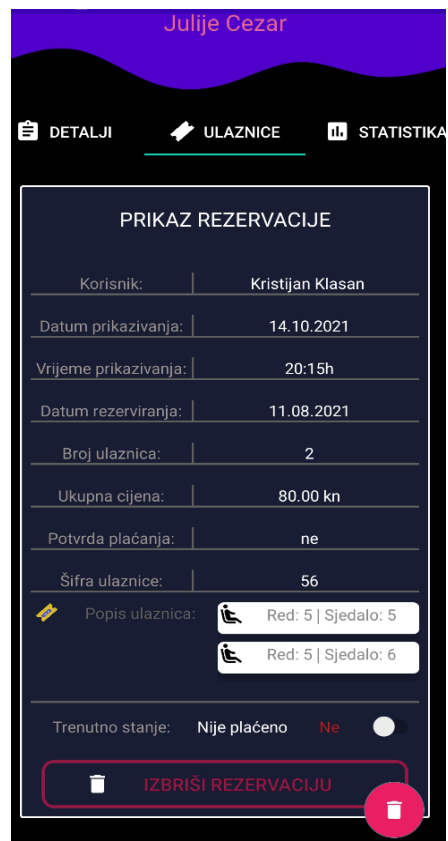 Julije Cezar
DETALJI ULAZNICE STATISTIKA
PRIKAZ REZERVACIJE
Korisnik: Kristijan Klasan
Datum prikazivanja: 14.10.2021
Vrijeme prikazivanja: 20:15h
Datum rezerviranja: 11.08.2021
Broj ulaznica: 2
Ukupna cijena: 80.00 kn
Potvrda plaćanja: ne
Šifra ulaznice: 56
Popis ulaznica: Red: 5 | Sjedalo: 5
Red: 5 | Sjedalo: 6
Trenutno stanje: Nije plaćeno Ne
IZBRIŠI REZERVACIJU